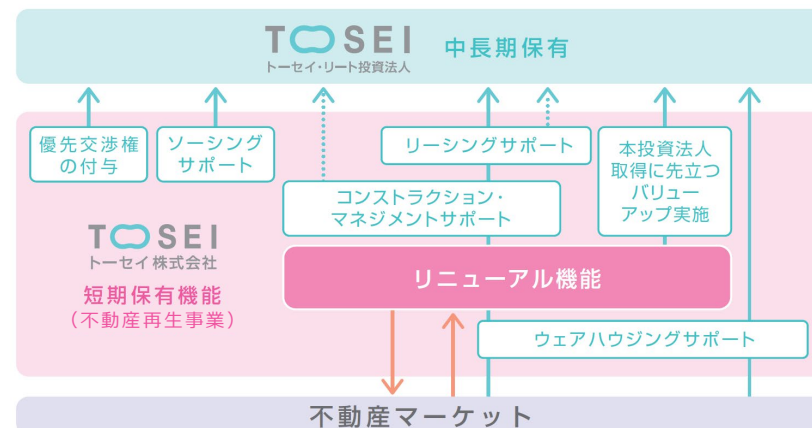 TOSEI
トーセイ・リート投資法人
中長期保有
優先交渉権
の付与
ソーシング
サポート
リーシングサポート
本投資法人
取得に先立つ
バリュー
アップ実施
コンストラクション・
マネジメントサポート
TOSEI
トーセイ株式会社
短期保有機能
（不動産再生事業）
リニューアル機能
ウェアハウジングサポート
不動産マーケット